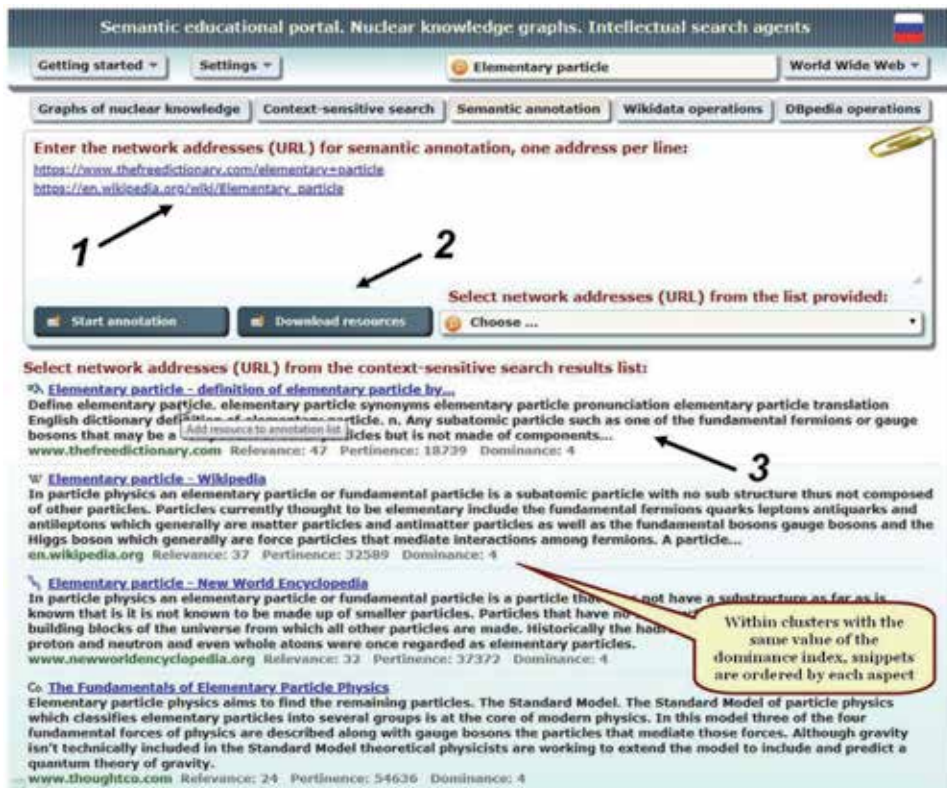 Semantic educational portal. Nuclear knowledge graphs. Intellectual search agents
Getting started Settings Elementary particle World Wide Web
Graphs of nuclear knowledge Context-sensitive search Semantic annotation Wikidata operations DBpedia operations
Enter the network addresses (URL) for semantic annotation, one address per line:
https://www.thefreedictionary.com/elementary+particle
https://en.wikipedia.org/wiki/Elementary_particle
1
2
Select network addresses (URL) from the list provided:
Start annotation Download resources Choose ...
Select network addresses (URL) from the context-sensitive search results list:
Elementary particle - definition of elementary particle by...
Define elementary particle. elementary particle synonyms elementary particle pronunciation elementary particle translation
English dictionary definition of elementary particle. n. Any subatomic particle such as one of the fundamental fermions or gauge
Add resource to annotation list
bosons that may be a particles but is not made of components...
www.thefreedictionary.com Relevance: 47 Pertinence: 18739 Dominance: 4
3
W Elementary particle - Wikipedia
In particle physics an elementary particle or fundamental particle is a subatomic particle with no sub structure thus not composed
of other particles. Particles currently thought to be elementary include the fundamental fermions quarks leptons antiquarks and
antileptons which generally are matter particles and antimatter particles as well as the fundamental bosons gauge bosons and the
Higgs boson which generally are force particles that mediate interactions among fermions. A particle...
en.wikipedia.org Relevance: 37 Pertinence: 32589 Dominance: 4
Elementary particle - New World Encyclopedia
In particle physics an elementary particle or fundamental particle is a particle that not have a substructure as far as is
known that is it is not known to be made up of smaller particles. Particles that have no
building blocks of the universe from which all other particles are made. Historically the
proton and neutron and even whole atoms were once regarded as elementary particles.
www.newworldencyclopedia.org Relevance: 32 Pertinence: 37372 Dominance: 4
Within clusters with the
same value of the
dominance index, snippets
are ordered by each aspect
Co The Fundamentals of Elementary Particle Physics
Elementary particle physics aims to find the remaining particles. The Standard Model. The Standard Model of particle physics
which classifies elementary particles into several groups is at the core of modern physics. In this model three of the four
fundamental forces of physics are described along with gauge bosons the particles that mediate those forces. Although gravity
isn't technically included in the Standard Model theoretical physicists are working to extend the model to include and predict a
quantum theory of gravity.
www.thoughtco.com Relevance: 24 Pertinence: 54636 Dominance: 4